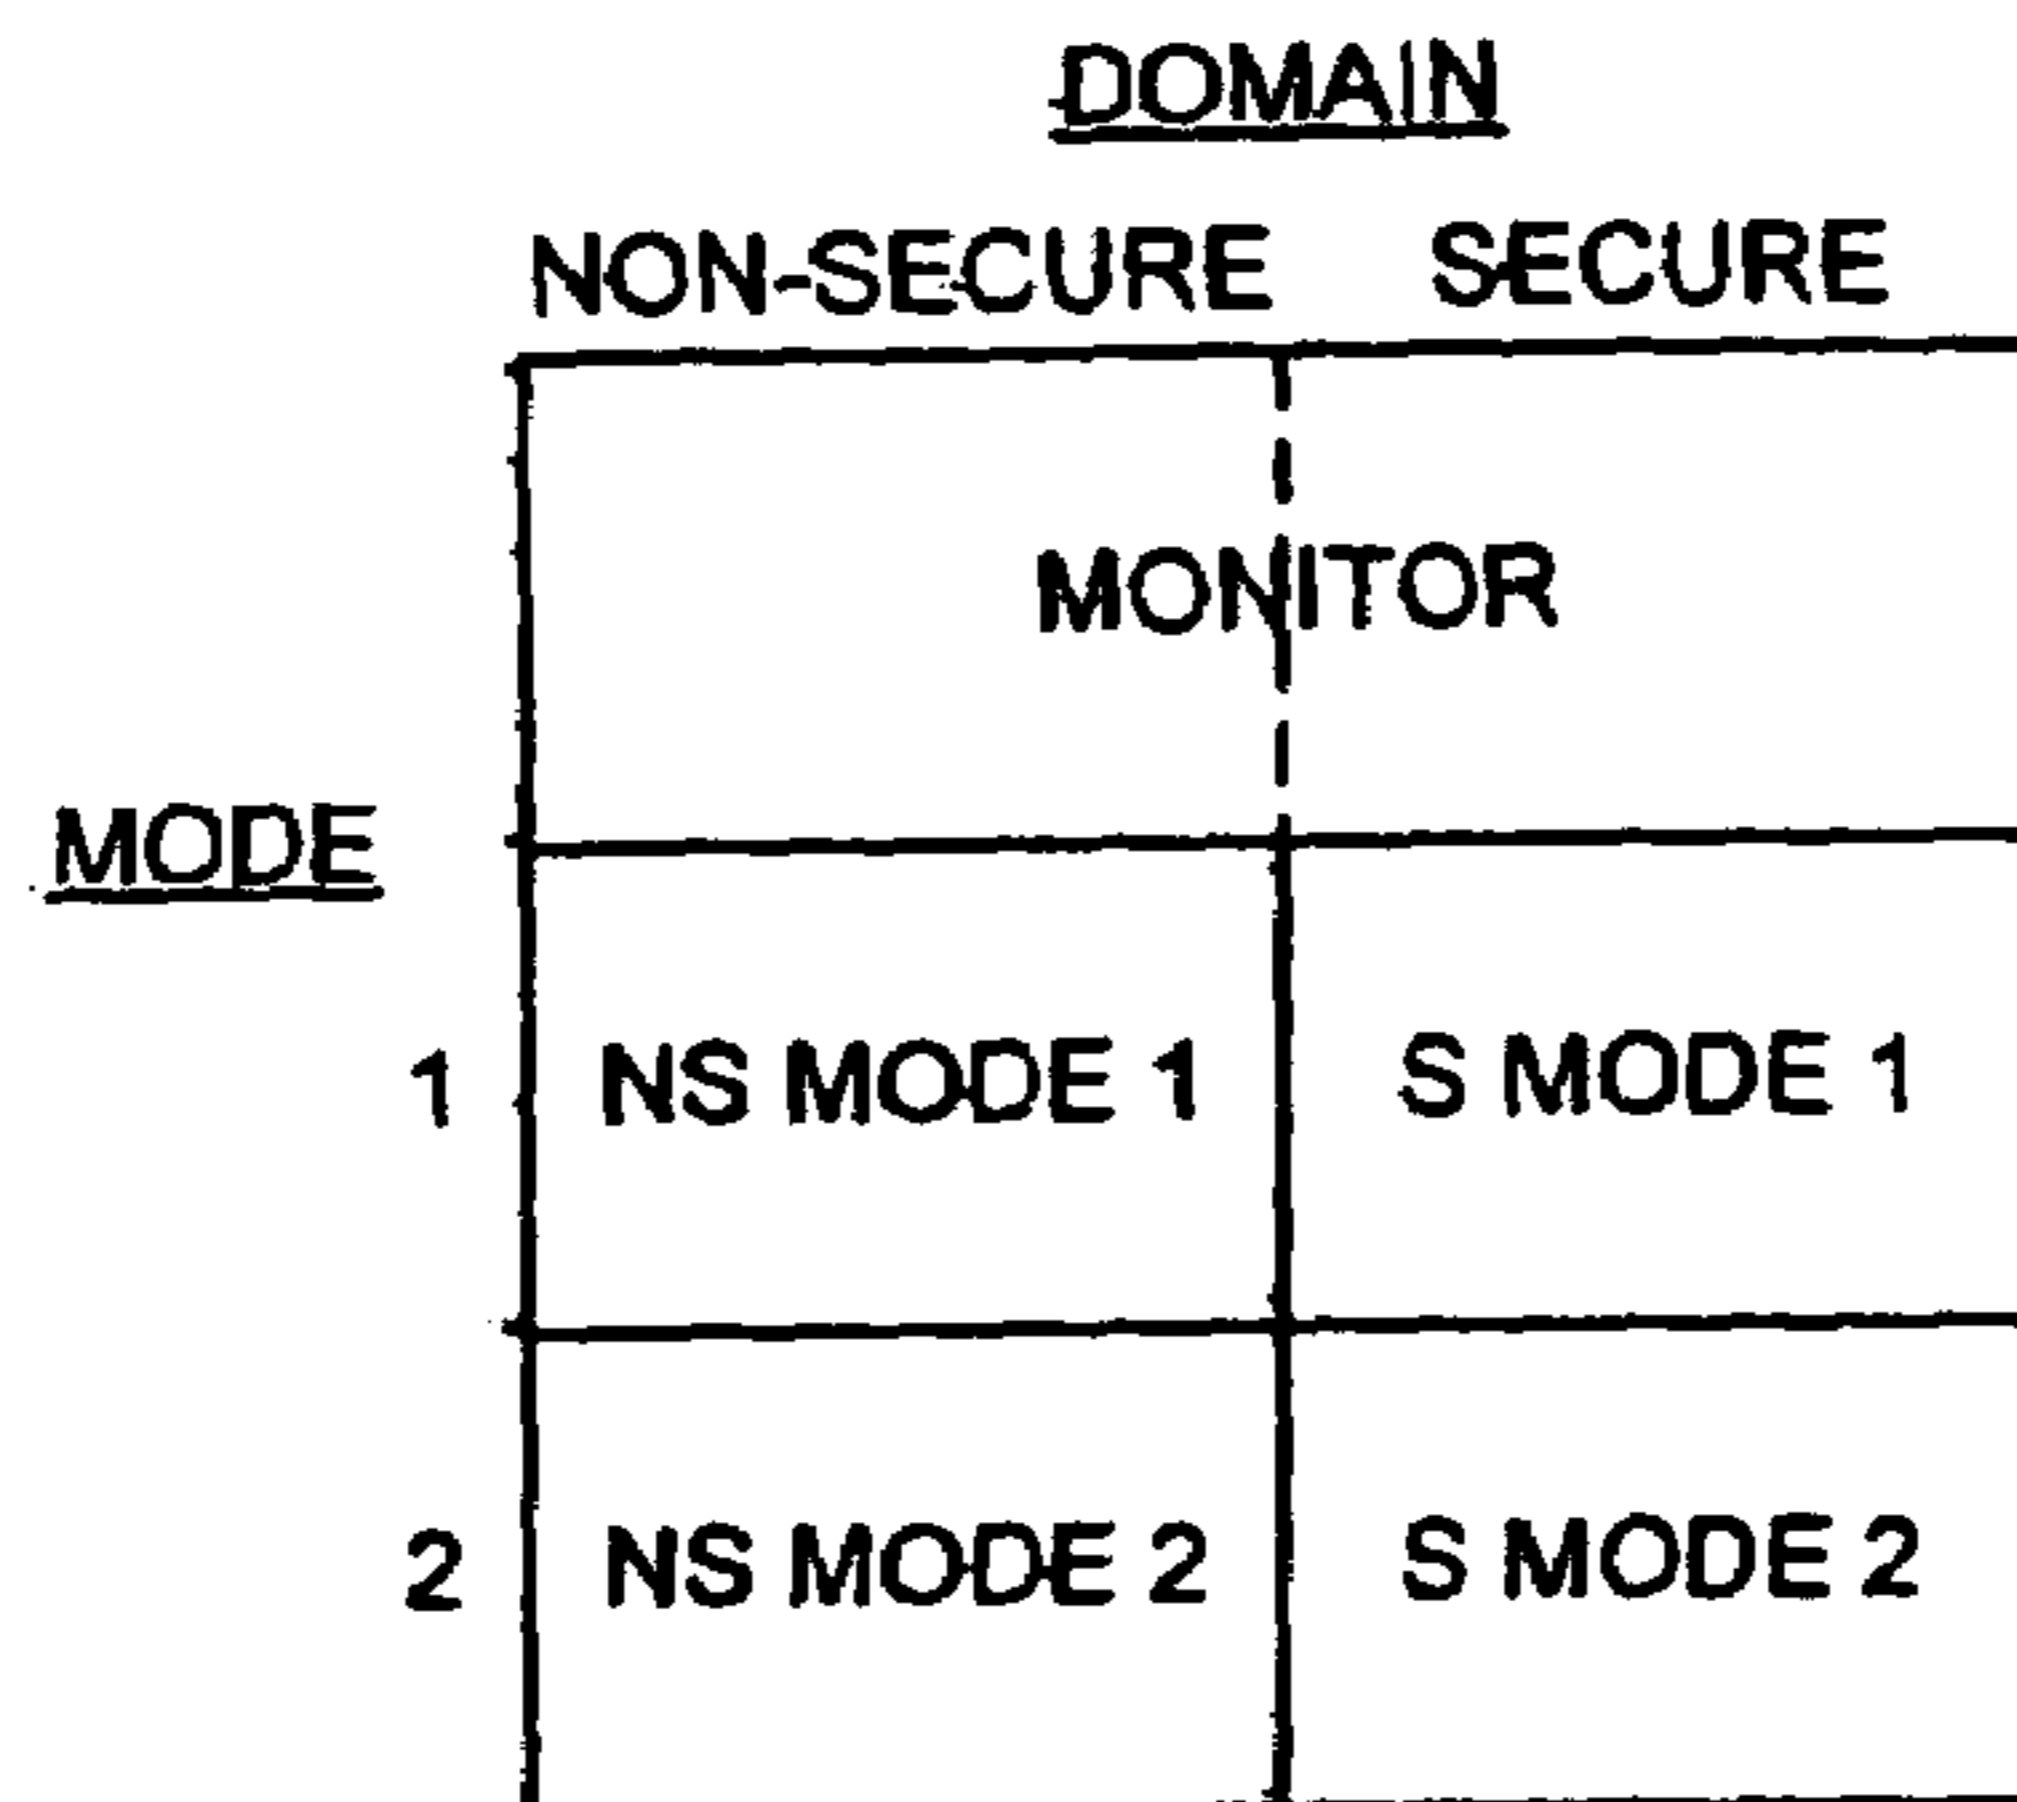 DOMAIN
NON-SECURE SECURE
MONITOR
MODE
1 NS MODE 1 S MODE 1
2 NS MODE 2 S MODE 2